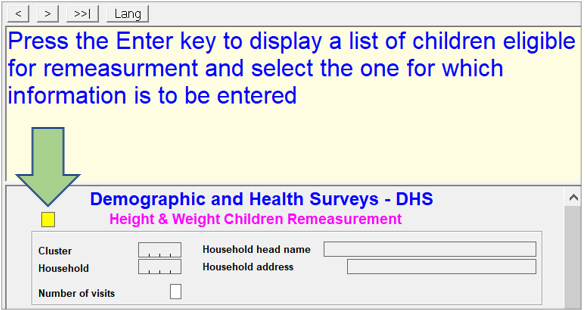 < > >>| Lang
Press the Enter key to display a list of children eligible
for remeasurment and select the one for which
information is to be entered
Demographic and Health Surveys - DHS
Height & Weight Children Remeasurement
Cluster Household head name
Household Household address
Number of visits